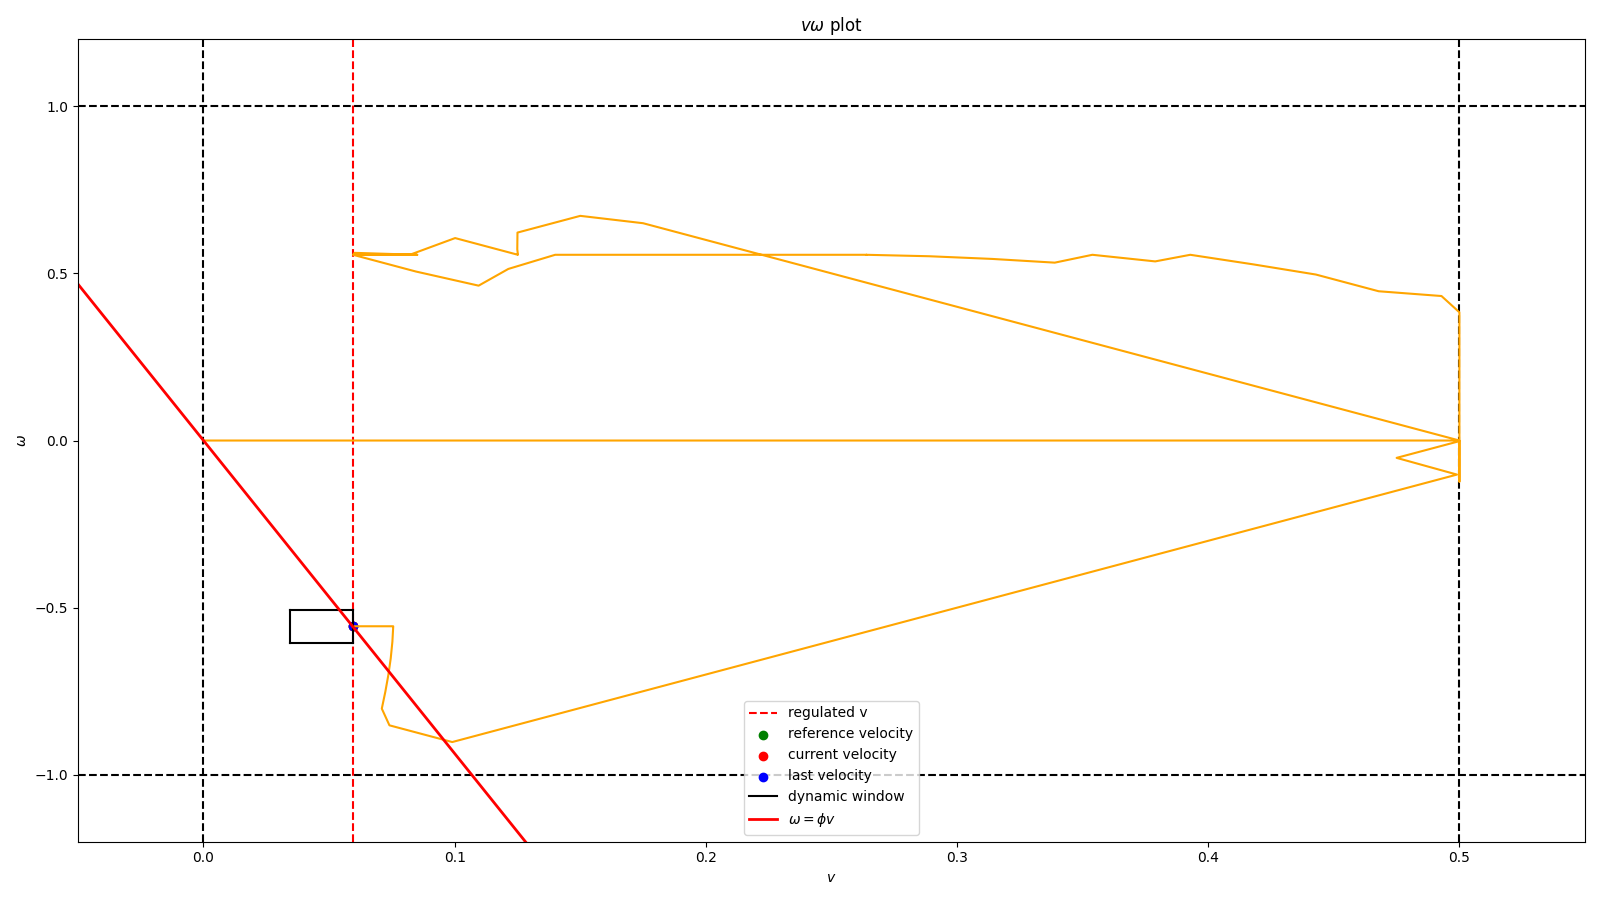 vω plot
1.0
0.5
0.0
−0.5
−1.0
ω
0.0 0.1 0.2 0.3 0.4 0.5
v
regulated v
reference velocity
current velocity
last velocity
dynamic window
ω = ϕv